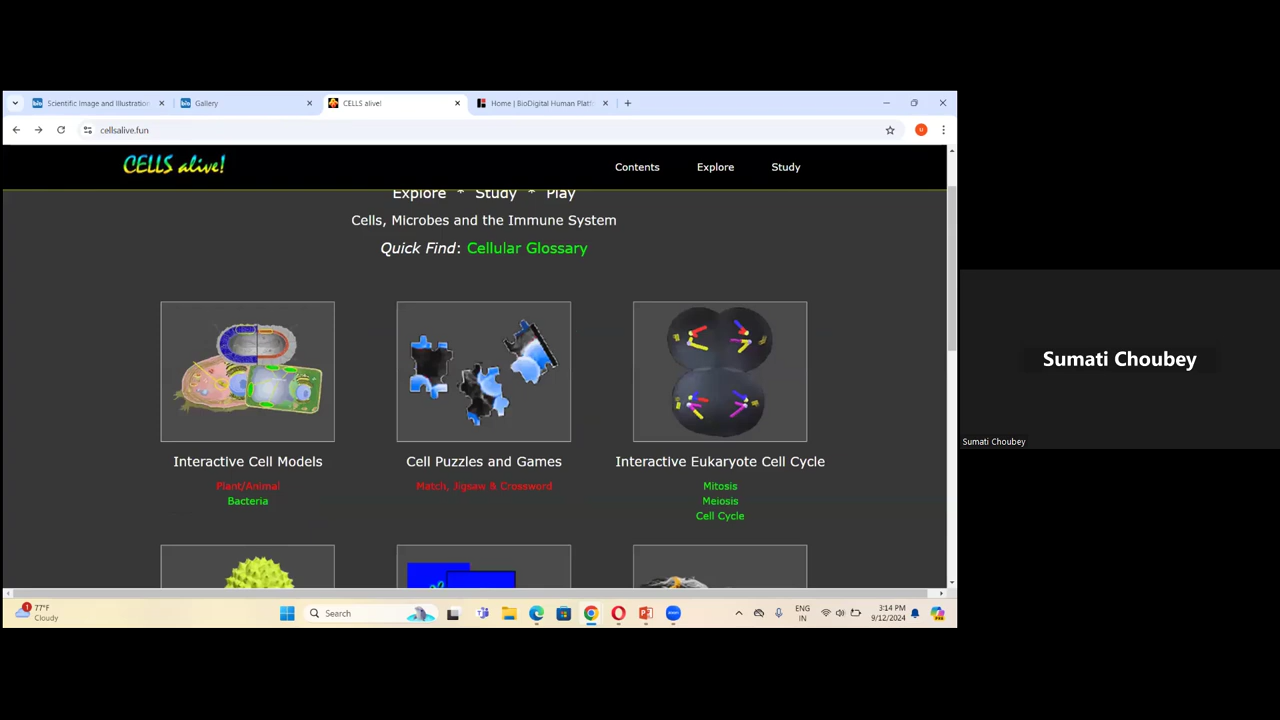 Scientific Image and Illustration
Gallery
CELLS alive!
Home | BioDigital Human Platf
cellsalive.fun
U
CELLS alive!
Contents
Explore
Study
Explore * Study * Play
Cells, Microbes and the Immune System
Quick Find: Cellular Glossary
Interactive Cell Models
Plant/Animal
Bacteria
Cell Puzzles and Games
Match, Jigsaw & Crossword
Interactive Eukaryote Cell Cycle
Mitosis
Meiosis
Cell Cycle
Sumati Choubey
Sumati Choubey
1
77°F
Cloudy
Search
ENG
IN
3:14 PM
9/12/2024